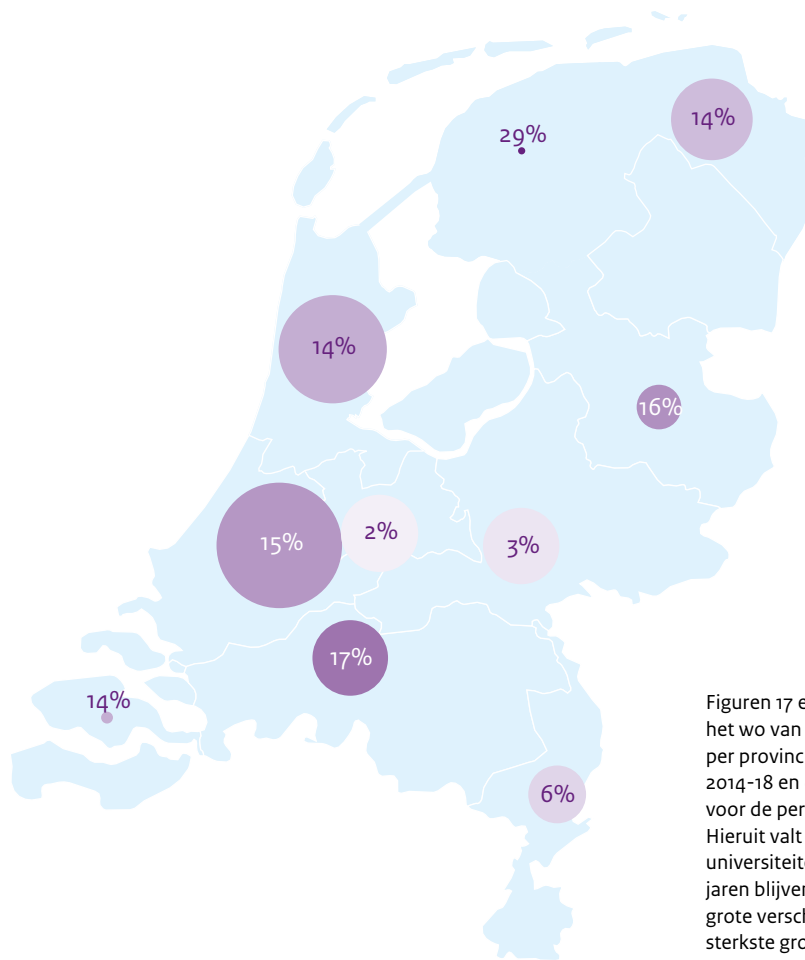 29%
14%
14%
16%
15%
2%
3%
17%
14%
6%
Figuren 17 e
het wo van
per provinc
2014-18 en
voor de per
Hieruit valt
universiteit
jaren blijver
grote versch
sterkste gro